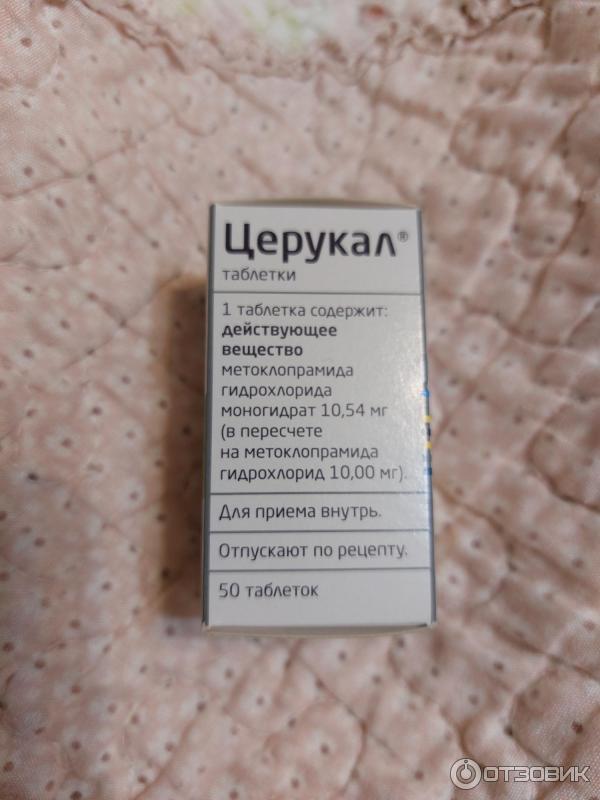 Церукал®
таблетки
1 таблетка содержит:
действующее
вещество
метоклопрамида
гидрохлорида
моногидрат 10,54 мг
(в пересчете
на метоклопрамида
гидрохлорид 10,00 мг).
Для приема внутрь.
Отпускают по рецепту.
50 таблеток
ОТЗОВИК